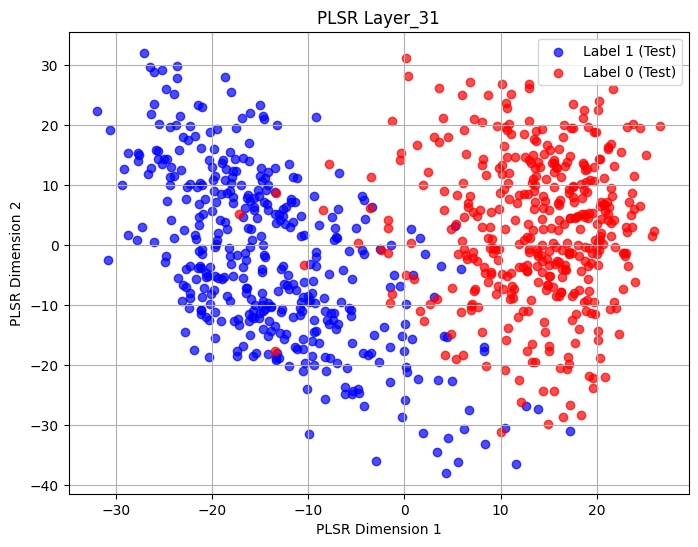 PLSR Layer_31
Label 1 (Test)
Label 0 (Test)
30
20
10
0
−10
−20
−30
−40
PLSR Dimension 2
−30
−20
−10
0
10
20
PLSR Dimension 1